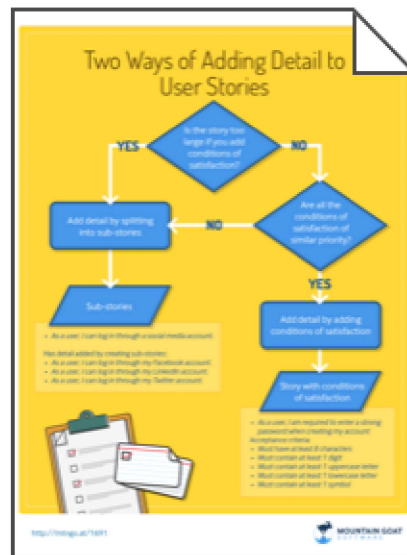 Two Ways of Adding Detail to
User Stories
Is the story too
large if you add
conditions of
satisfaction?
YES
NO
Are all the
conditions of
satisfaction of
similar priority?
NO
Add detail by splitting
into sub-stories
YES
Sub-stories
Add detail by adding
conditions of satisfaction
- As a user, I can log in through a social media account.
Has detail added by creating sub-stories:
- As a user, I can log in through my Facebook account.
- As a user, I can log in through my LinkedIn account.
- As a user, I can log in through my Twitter account.
Story with conditions
of satisfaction
- As a user, I am required to enter a strong
password when creating my account
Acceptance criteria:
- Must have at least 8 characters
- Must contain at least 1 digit
- Must contain at least 1 uppercase letter
- Must contain at least 1 lowercase letter
- Must contain at least 1 symbol
MOUNTAIN GOAT
SOFTWARE